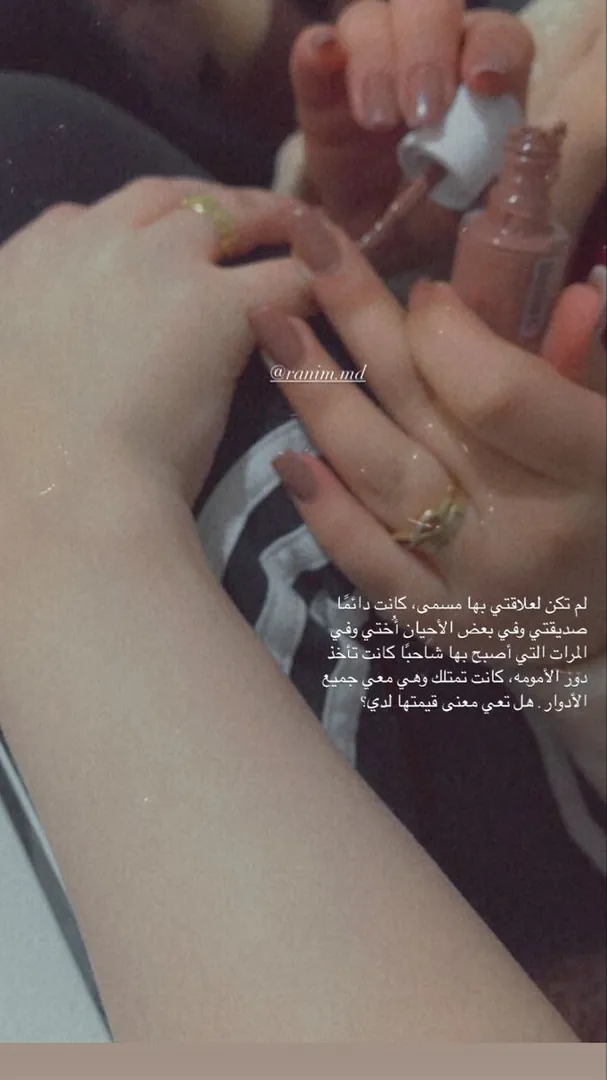 @ranim.md
لم تكن لعلاقتي بها مسمى، كانت دائمًا
صديقتي وفي بعض الأحيان أُختي وفي
المرات التي أصبح بها شاحبًا كانت تأخذ
دور الأمومه، كانت تمتلك وهي معي جميع
الأدوار . هل تعي معنى قيمتها لدي؟